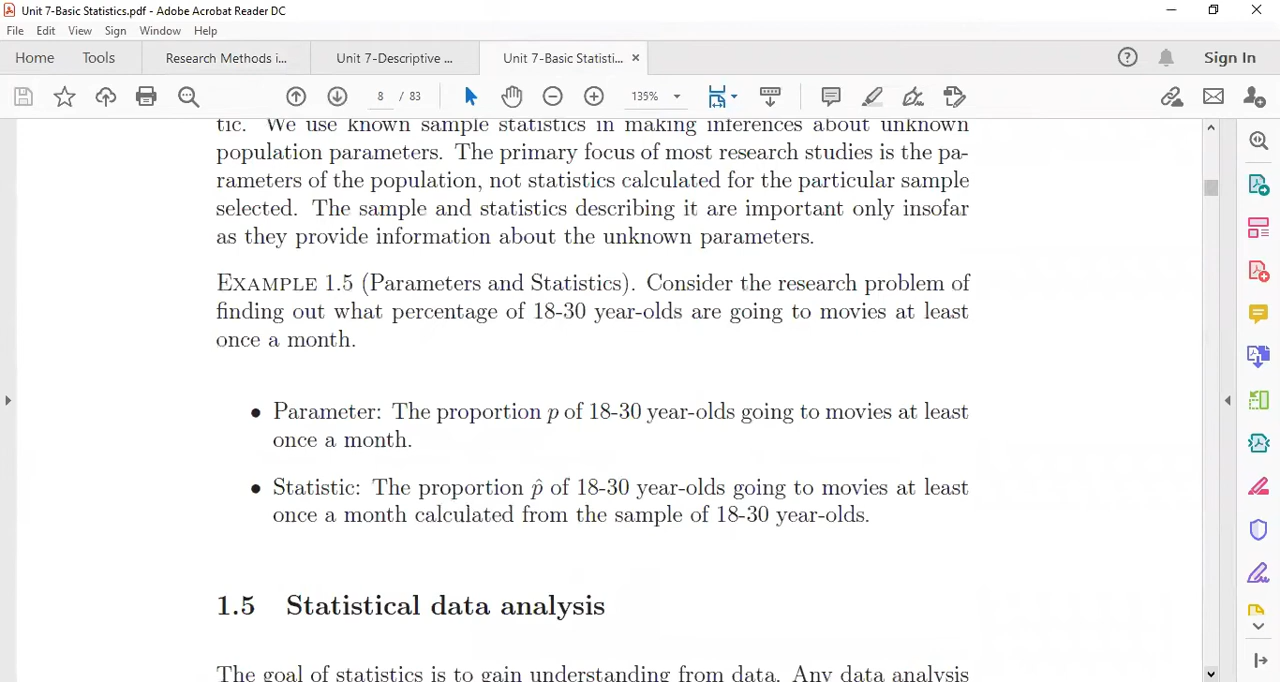 Unit 7-Basic Statistics.pdf - Adobe Acrobat Reader DC
File Edit View Sign Window Help
Home Tools Research Methods i... Unit 7-Descriptive ... Unit 7-Basic Statisti... × Sign In
8 / 83 135%
tic. We use known sample statistics in making inferences about unknown
population parameters. The primary focus of most research studies is the pa-
rameters of the population, not statistics calculated for the particular sample
selected. The sample and statistics describing it are important only insofar
as they provide information about the unknown parameters.
EXAMPLE 1.5 (Parameters and Statistics). Consider the research problem of
finding out what percentage of 18-30 year-olds are going to movies at least
once a month.
• Parameter: The proportion p of 18-30 year-olds going to movies at least
once a month.
• Statistic: The proportion p̂ of 18-30 year-olds going to movies at least
once a month calculated from the sample of 18-30 year-olds.
1.5 Statistical data analysis
The goal of statistics is to gain understanding from data. Any data analysis